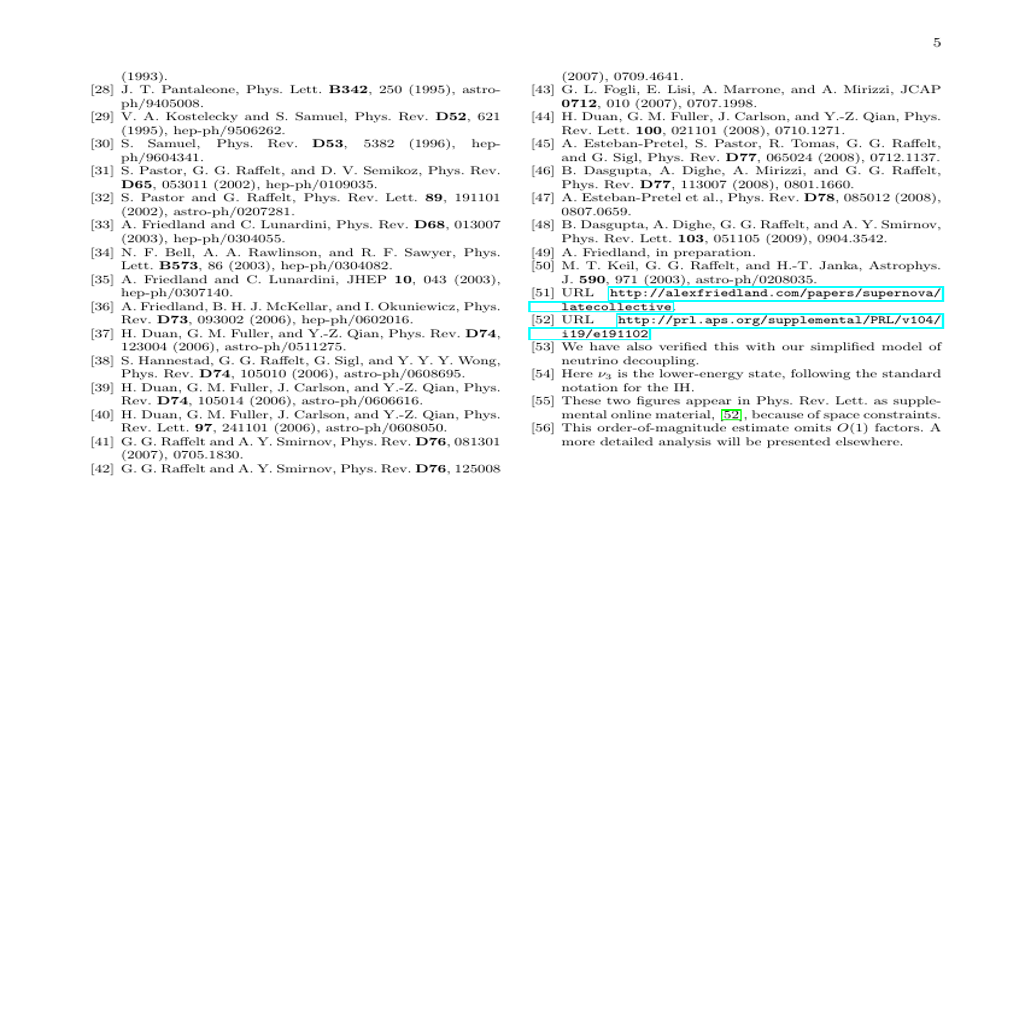 5
(1993).
[28] J. T. Pantaleone, Phys. Lett. B342, 250 (1995), astro-
ph/9405008.
[29] V. A. Kostelecky and S. Samuel, Phys. Rev. D52, 621
(1995), hep-ph/9506262.
[30] S. Samuel, Phys. Rev. D53, 5382 (1996), hep-
ph/9604341.
[31] S. Pastor, G. G. Raffelt, and D. V. Semikoz, Phys. Rev.
D65, 053011 (2002), hep-ph/0109035.
[32] S. Pastor and G. Raffelt, Phys. Rev. Lett. 89, 191101
(2002), astro-ph/0207281.
[33] A. Friedland and C. Lunardini, Phys. Rev. D68, 013007
(2003), hep-ph/0304055.
[34] N. F. Bell, A. A. Rawlinson, and R. F. Sawyer, Phys.
Lett. B573, 86 (2003), hep-ph/0304082.
[35] A. Friedland and C. Lunardini, JHEP 10, 043 (2003),
hep-ph/0307140.
[36] A. Friedland, B. H. J. McKellar, and I. Okuniewicz, Phys.
Rev. D73, 093002 (2006), hep-ph/0602016.
[37] H. Duan, G. M. Fuller, and Y.-Z. Qian, Phys. Rev. D74,
123004 (2006), astro-ph/0511275.
[38] S. Hannestad, G. G. Raffelt, G. Sigl, and Y. Y. Y. Wong,
Phys. Rev. D74, 105010 (2006), astro-ph/0608695.
[39] H. Duan, G. M. Fuller, J. Carlson, and Y.-Z. Qian, Phys.
Rev. D74, 105014 (2006), astro-ph/0606616.
[40] H. Duan, G. M. Fuller, J. Carlson, and Y.-Z. Qian, Phys.
Rev. Lett. 97, 241101 (2006), astro-ph/0608050.
[41] G. G. Raffelt and A. Y. Smirnov, Phys. Rev. D76, 081301
(2007), 0705.1830.
[42] G. G. Raffelt and A. Y. Smirnov, Phys. Rev. D76, 125008
(2007), 0709.4641.
[43] G. L. Fogli, E. Lisi, A. Marrone, and A. Mirizzi, JCAP
0712, 010 (2007), 0707.1998.
[44] H. Duan, G. M. Fuller, J. Carlson, and Y.-Z. Qian, Phys.
Rev. Lett. 100, 021101 (2008), 0710.1271.
[45] A. Esteban-Pretel, S. Pastor, R. Tomas, G. G. Raffelt,
and G. Sigl, Phys. Rev. D77, 065024 (2008), 0712.1137.
[46] B. Dasgupta, A. Dighe, A. Mirizzi, and G. G. Raffelt,
Phys. Rev. D77, 113007 (2008), 0801.1660.
[47] A. Esteban-Pretel et al., Phys. Rev. D78, 085012 (2008),
0807.0659.
[48] B. Dasgupta, A. Dighe, G. G. Raffelt, and A. Y. Smirnov,
Phys. Rev. Lett. 103, 051105 (2009), 0904.3542.
[49] A. Friedland, in preparation.
[50] M. T. Keil, G. G. Raffelt, and H.-T. Janka, Astrophys.
J. 590, 971 (2003), astro-ph/0208035.
[51] URL http://alexfriedland.com/papers/supernova/
latecollective.
[52] URL http://prl.aps.org/supplemental/PRL/v104/
i19/e191102.
[53] We have also verified this with our simplified model of
neutrino decoupling.
[54] Here ν3 is the lower-energy state, following the standard
notation for the IH.
[55] These two figures appear in Phys. Rev. Lett. as supple-
mental online material, [52], because of space constraints.
[56] This order-of-magnitude estimate omits O(1) factors. A
more detailed analysis will be presented elsewhere.